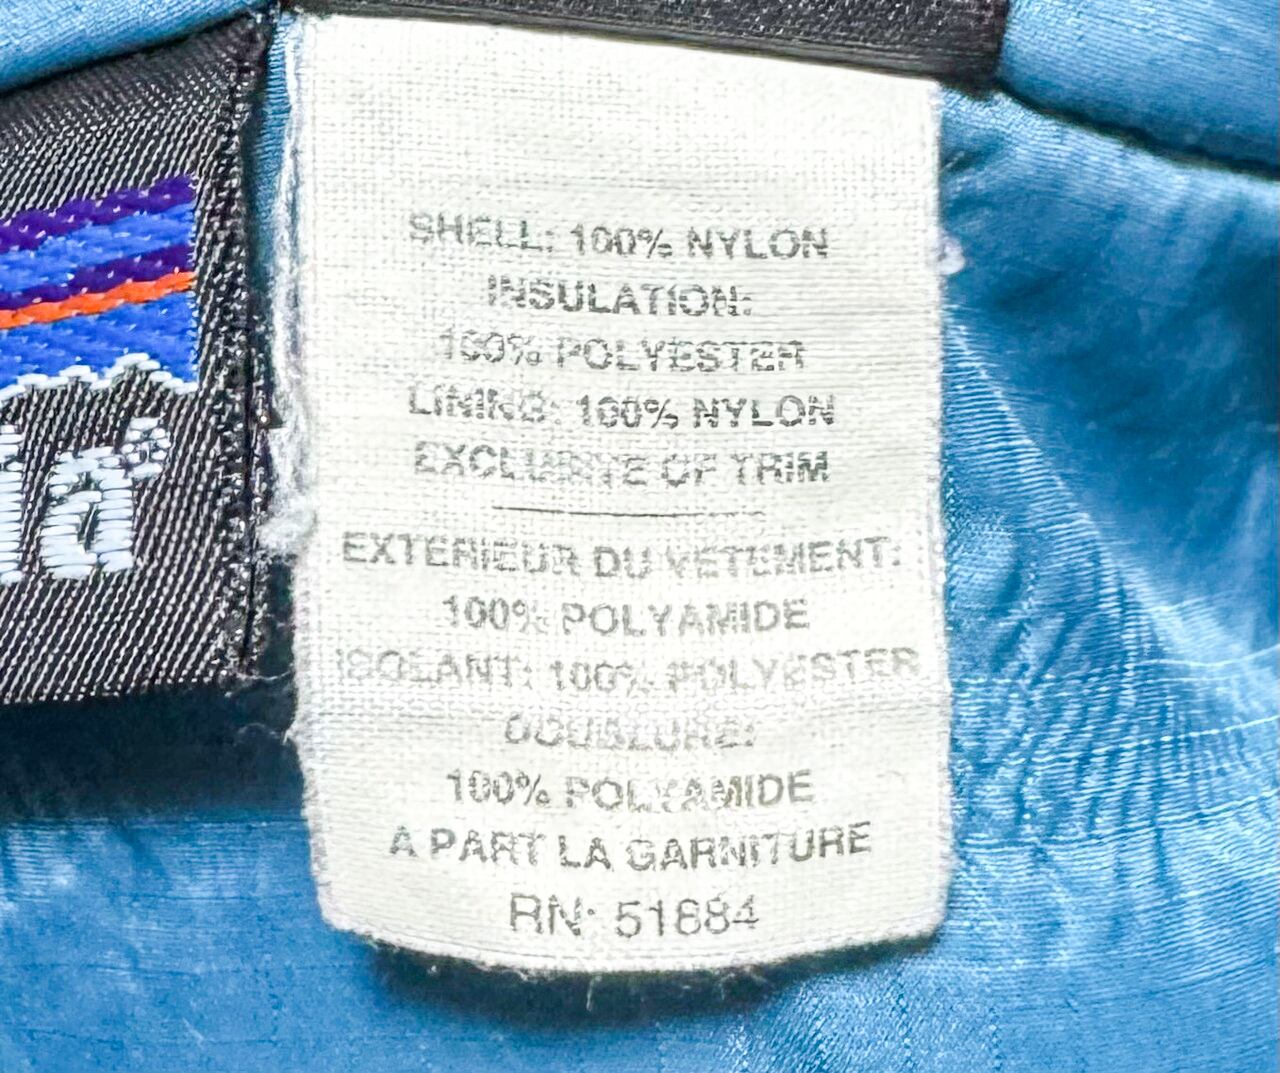 SHELL: 100% NYLON
INSULATION:
100% POLYESTER
LINING: 100% NYLON
EXCLUSIVE OF TRIM
EXTERIEUR DU VETEMENT:
100% POLYAMIDE
ISOLANT: 100% POLYESTER
DOUBLURE:
100% POLYAMIDE
A PART LA GARNITURE
RN: 51884